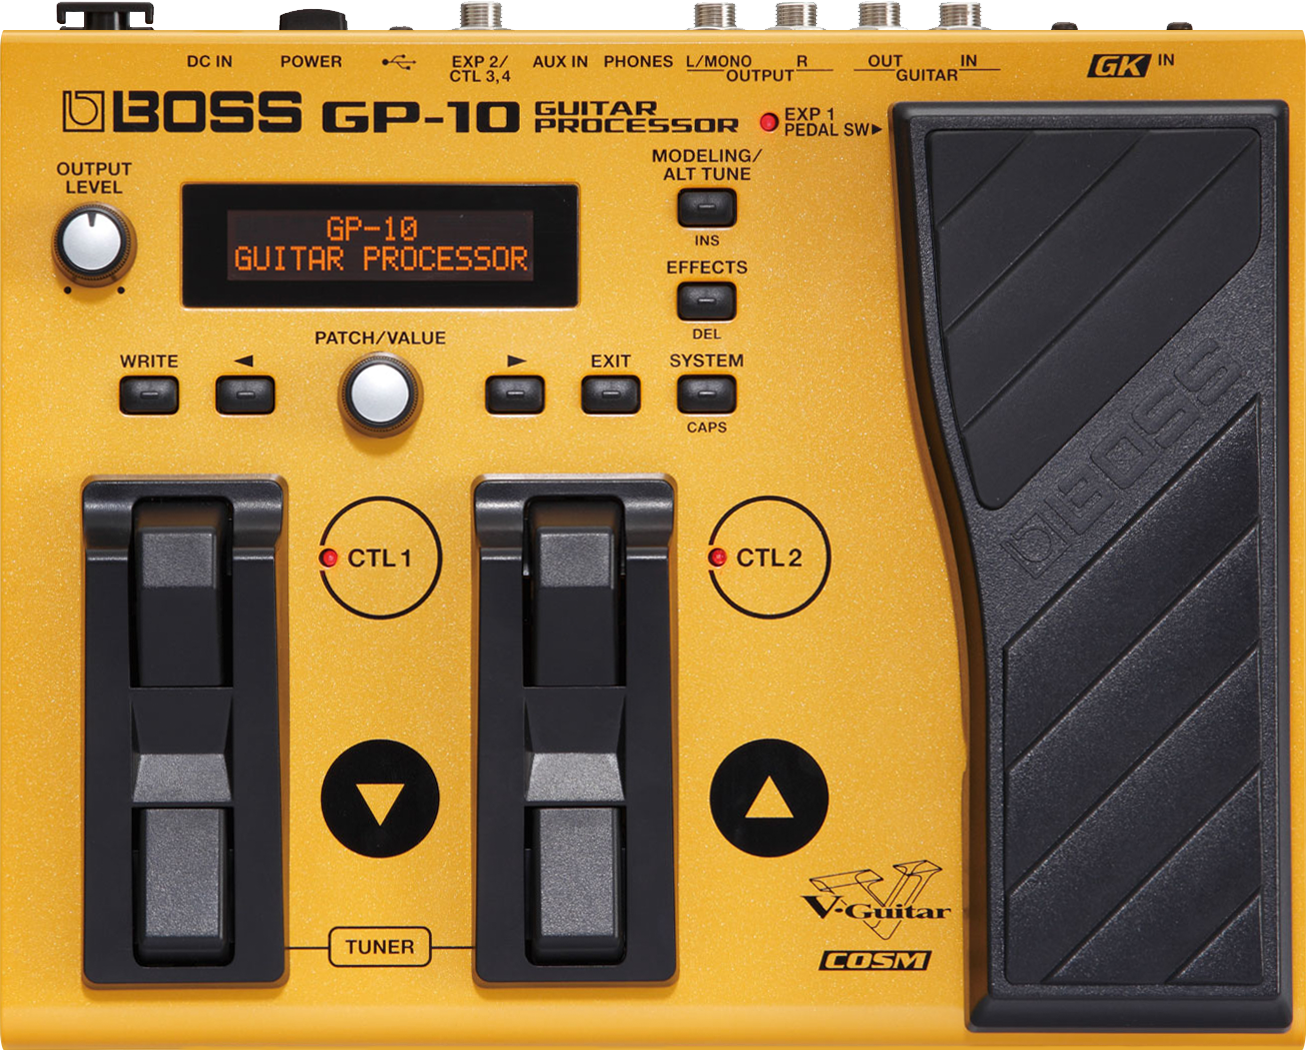 DC IN
POWER
EXP 2/
CTL 3,4
AUX IN
PHONES
L/MONO
R
OUTPUT
OUT
IN
GUITAR
GK IN
BOSS GP-10 GUITAR
PROCESSOR
EXP 1
PEDAL SW▶
OUTPUT
LEVEL
GP-10
GUITAR PROCESSOR
MODELING/
ALT TUNE
INS
EFFECTS
DEL
PATCH/VALUE
WRITE
◀
▶
EXIT
SYSTEM
CAPS
BOSS
CTL 1
CTL 2
▼
▲
V-Guitar
TUNER
COSM